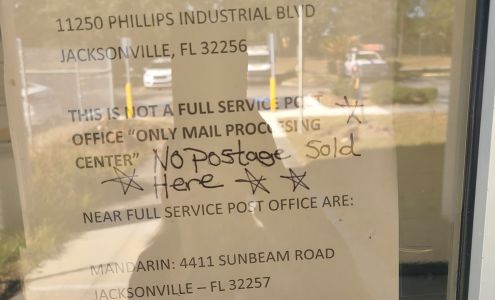 11250 PHILLIPS INDUSTRIAL BLVD
JACKSONVILLE, FL 32256
THIS IS NOT A FULL SERVICE POST
OFFICE "ONLY MAIL PROCESSING
CENTER" No Postage Sold
Here
NEAR FULL SERVICE POST OFFICE ARE:
MANDARIN: 4411 SUNBEAM ROAD
JACKSONVILLE – FL 32257